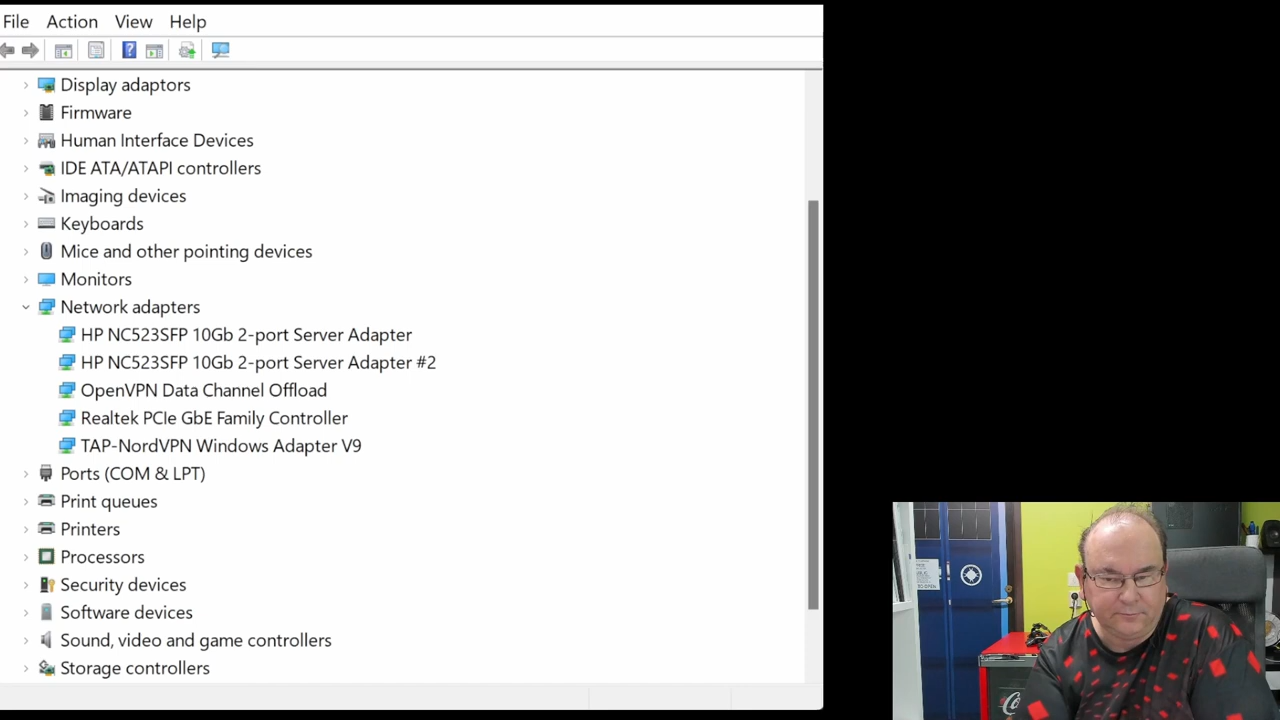 File Action View Help
Display adaptors
Firmware
Human Interface Devices
IDE ATA/ATAPI controllers
Imaging devices
Keyboards
Mice and other pointing devices
Monitors
Network adapters
HP NC523SFP 10Gb 2-port Server Adapter
HP NC523SFP 10Gb 2-port Server Adapter #2
OpenVPN Data Channel Offload
Realtek PCIe GbE Family Controller
TAP-NordVPN Windows Adapter V9
Ports (COM & LPT)
Print queues
Printers
Processors
Security devices
Software devices
Sound, video and game controllers
Storage controllers